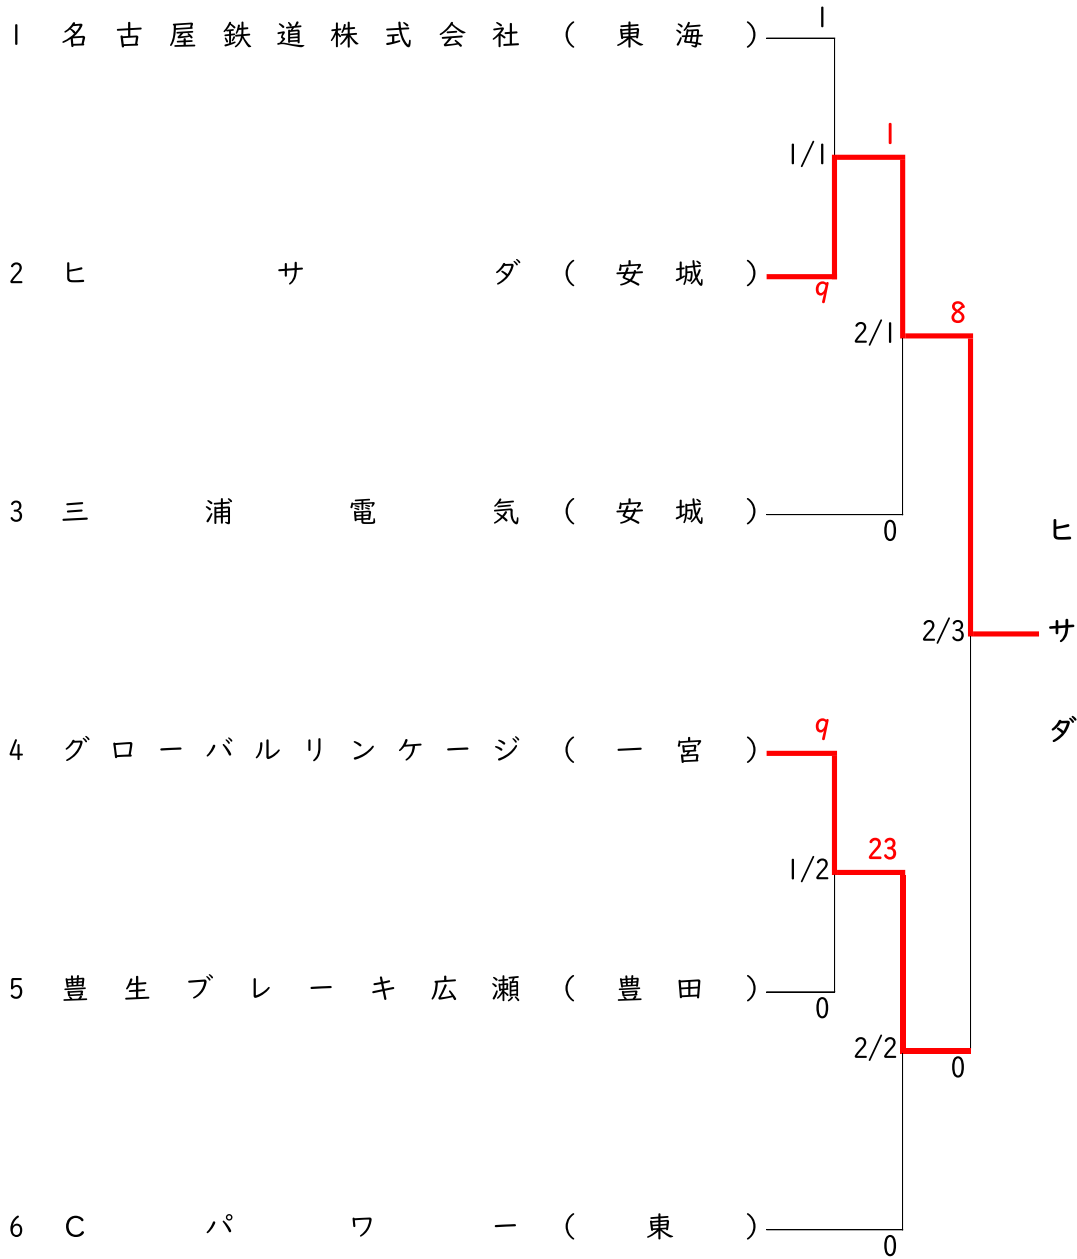 1
1 名古屋鉄道株式会社（東海）
1
1/1
2 ヒサダ（安城）
9
8
2/1
3 三浦電気（安城）
0
ヒサダ
2/3
9
4 グローバルリンケージ（一宮）
23
1/2
5 豊生ブレーキ広瀬（豊田）
0
2/2
0
6 Cパワー（東）
0